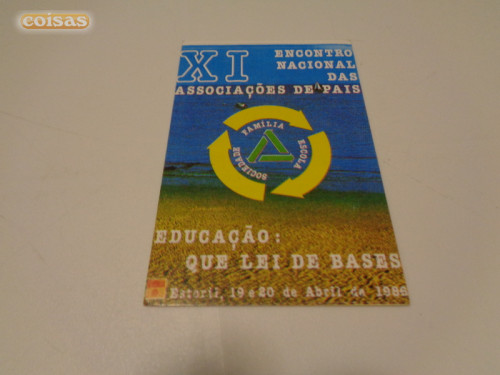 coisas
XI
ENCONTRO
NACIONAL
DAS
ASSOCIAÇÕES DE PAIS
FAMÍLIA
ESCOLA
SOCIEDADE
EDUCAÇÃO:
QUE LEI DE BASES
Estoril, 19 e 20 de Abril de 1986